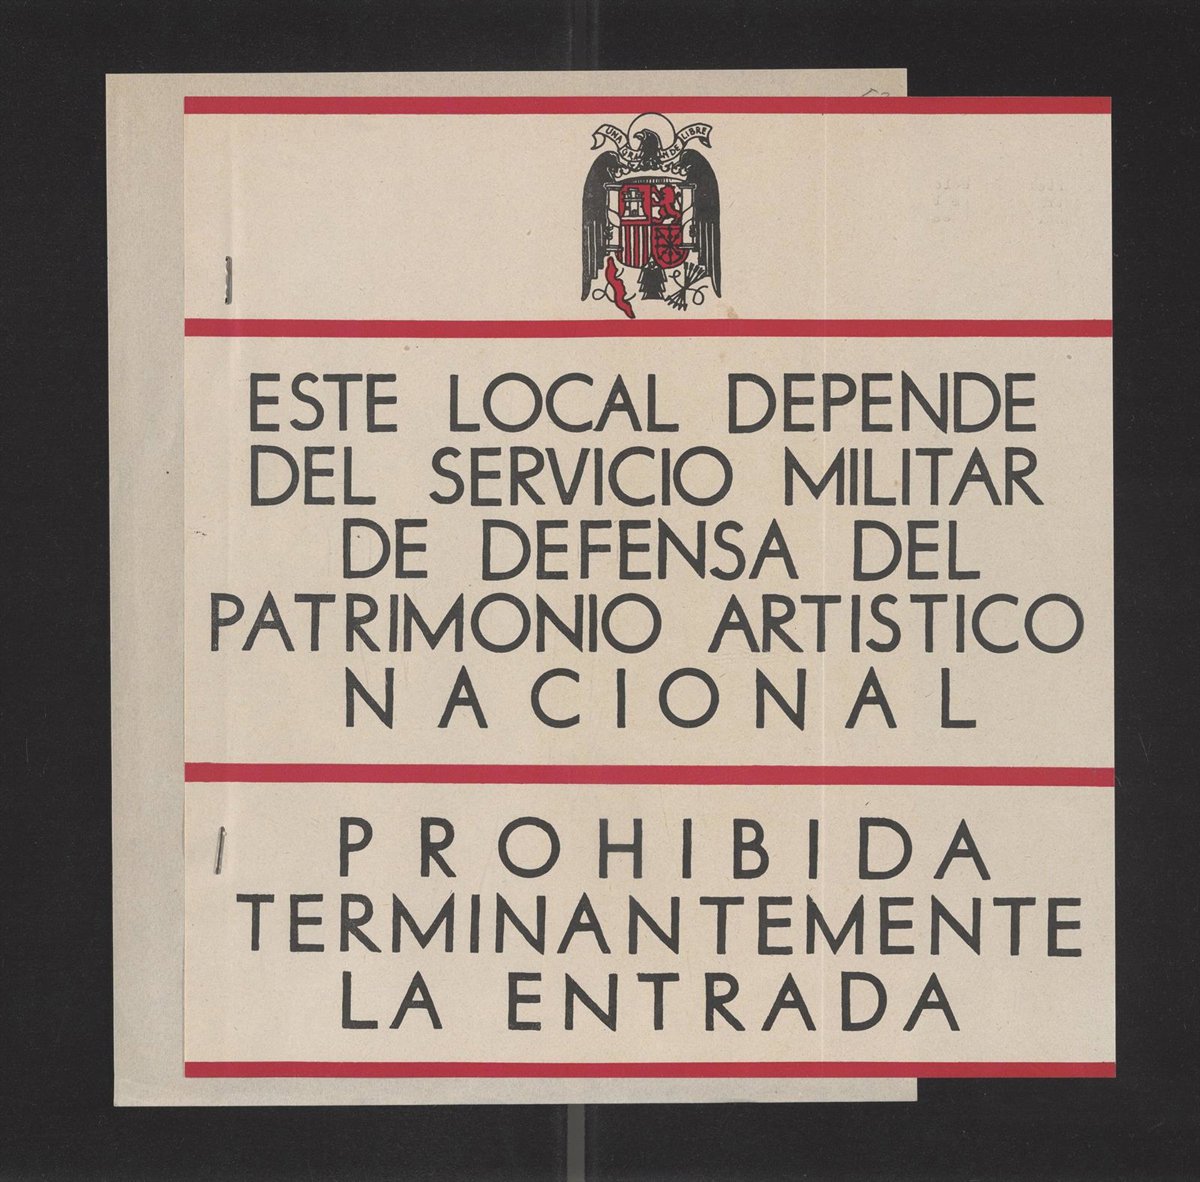 UNA GRANDE LIBRE
ESTE LOCAL DEPENDE
DEL SERVICIO MILITAR
DE DEFENSA DEL
PATRIMONIO ARTISTICO
NACIONAL
PROHIBIDA
TERMINANTEMENTE
LA ENTRADA